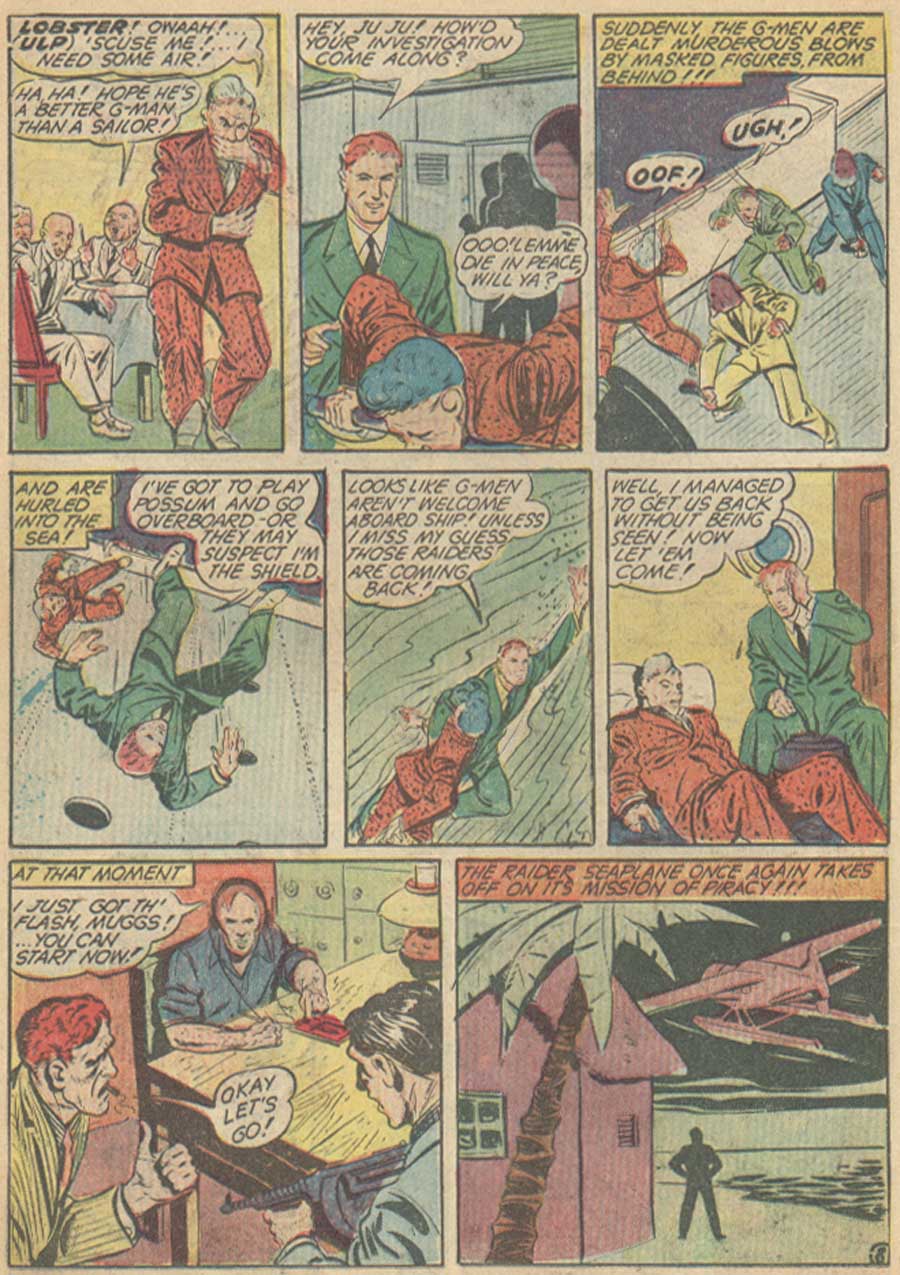 LOBSTER! OWAAH!...
(ULP) 'SCUSE ME!... I
NEED SOME AIR!
HA, HA! HOPE HE'S
A BETTER G-MAN
THAN A SAILOR!
HEY, JU JU! HOW'D
YOUR INVESTIGATION
COME ALONG?
OOO! LEMME
DIE IN PEACE,
WILL YA?
SUDDENLY, THE G-MEN ARE
DEALT MURDEROUS BLOWS
BY MASKED FIGURES, FROM
BEHIND!!!
OOF!
UGH,!
AND ARE
HURLED
INTO THE
SEA!
I'VE GOT TO PLAY
POSSUM AND GO
OVERBOARD-OR
THEY MAY
SUSPECT I'M
THE SHIELD
LOOKS LIKE G-MEN
AREN'T WELCOME
ABOARD SHIP! UNLESS
I MISS MY GUESS,
THOSE RAIDERS
ARE COMING
BACK!
WELL, I MANAGED
TO GET US BACK
WITHOUT BEING
SEEN! NOW
LET 'EM
COME!
AT THAT MOMENT
I JUST GOT TH'
FLASH, MUGGS!
...YOU CAN
START NOW!
OKAY
LET'S
GO!
THE RAIDER SEAPLANE ONCE AGAIN TAKES
OFF ON ITS MISSION OF PIRACY!!!
8